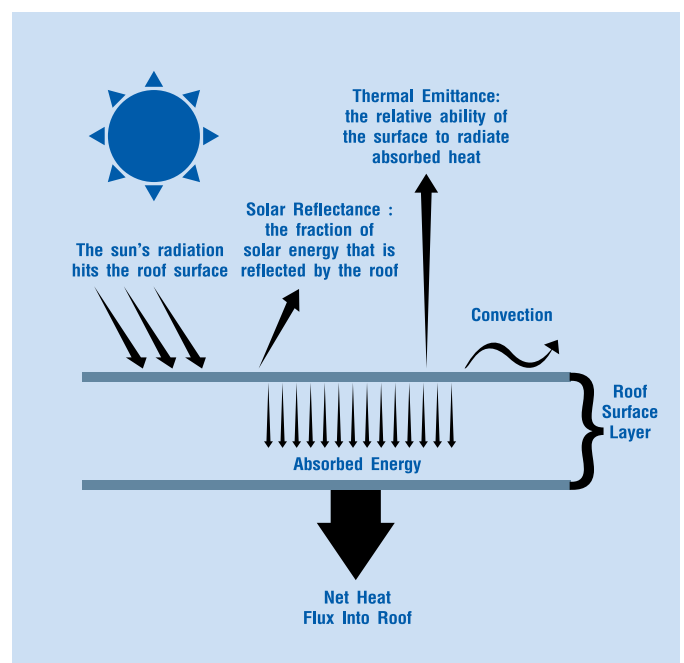 Thermal Emittance:
the relative ability of
the surface to radiate
absorbed heat
Solar Reflectance :
the fraction of
solar energy that is
reflected by the roof
The sun's radiation
hits the roof surface
Convection
Roof
Surface
Layer
Absorbed Energy
Net Heat
Flux Into Roof